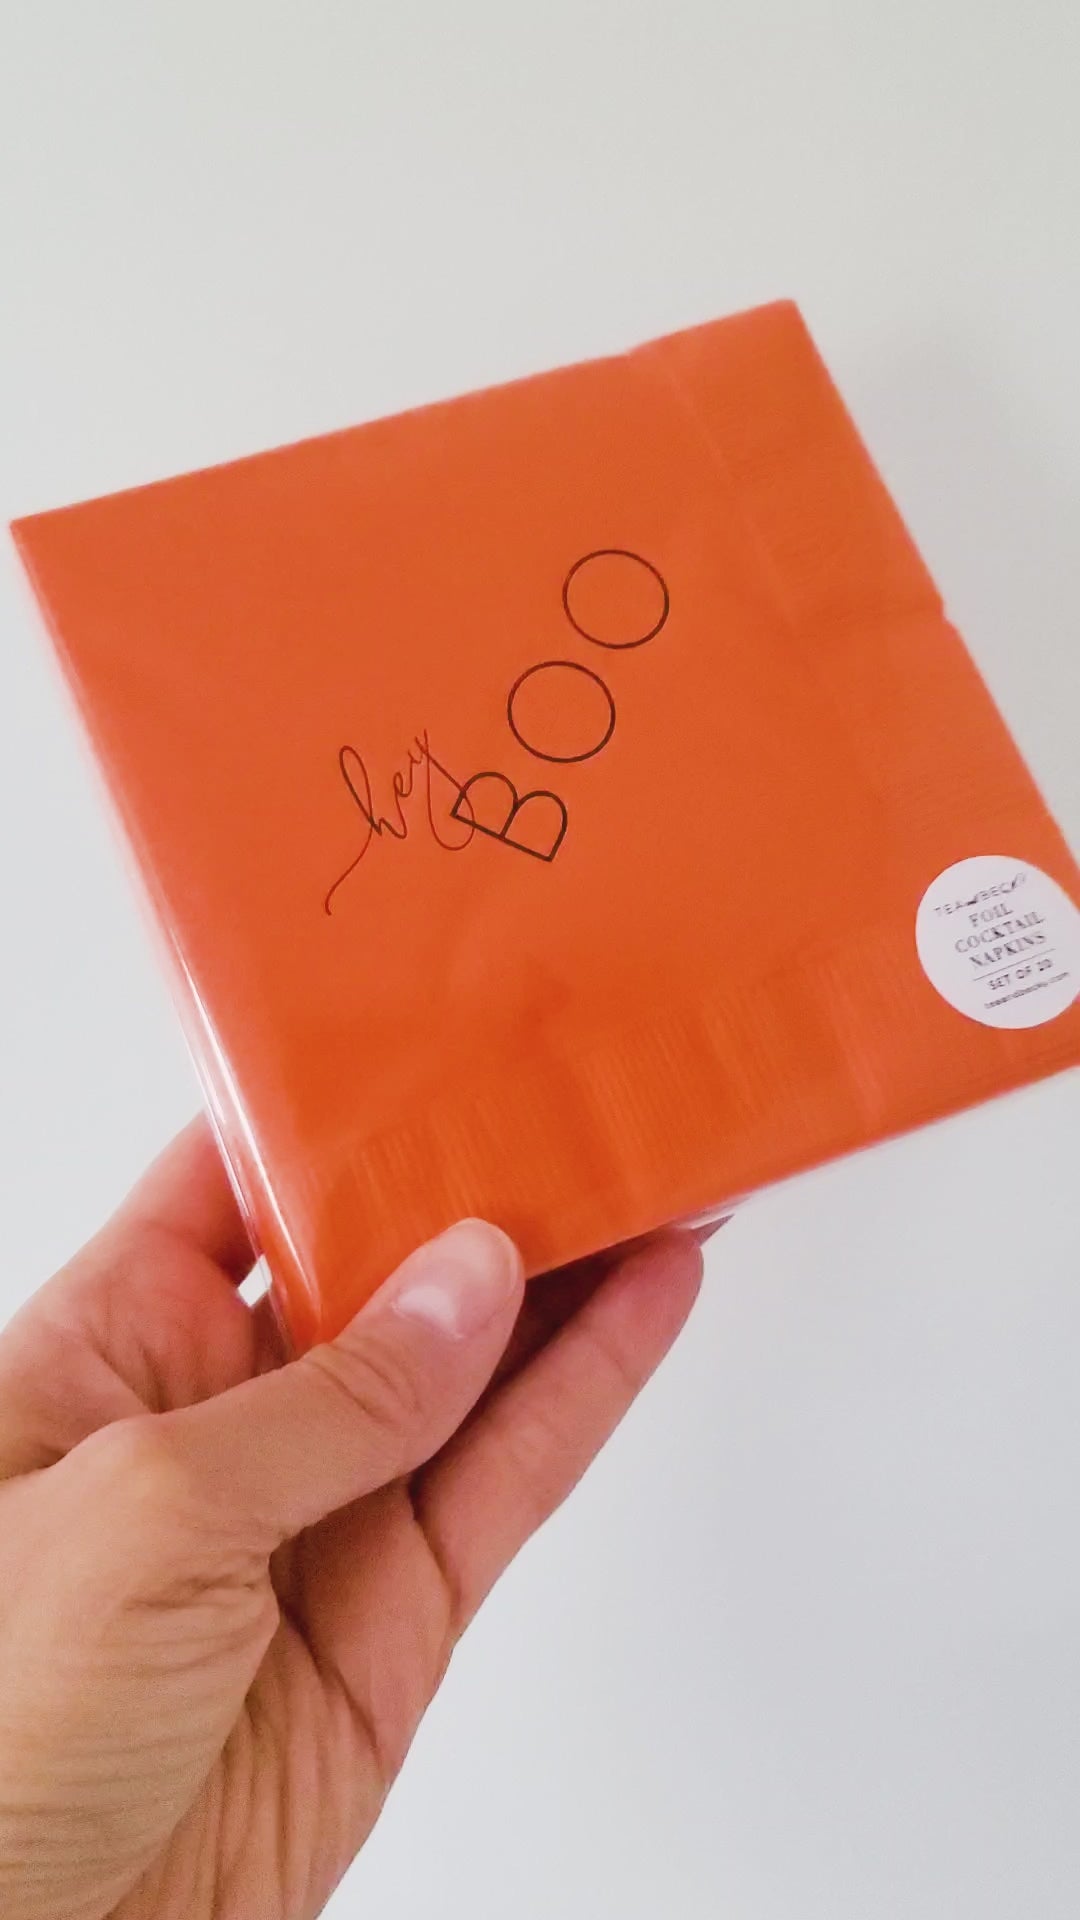 hey
BOO
TEA and BECKY
FOIL
COCKTAIL
NAPKINS
SET OF 20
teaandbecky.com